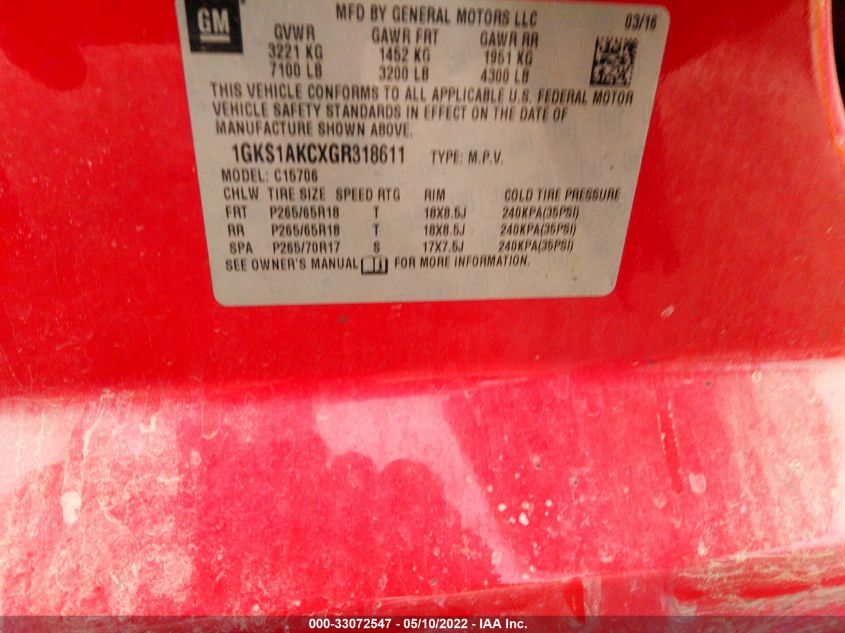 GM
MFD BY GENERAL MOTORS LLC 03/16
GVWR GAWR FRT GAWR RR
3221 KG 1452 KG 1951 KG
7100 LB 3200 LB 4300 LB
THIS VEHICLE CONFORMS TO ALL APPLICABLE U.S. FEDERAL MOTOR
VEHICLE SAFETY STANDARDS IN EFFECT ON THE DATE OF
MANUFACTURE SHOWN ABOVE.
1GKS1AKCXGR318611 TYPE: M.P.V.
MODEL: C15706
CHLW TIRE SIZE SPEED RTG RIM COLD TIRE PRESSURE
FRT P265/65R18 T 18X8.5J 240KPA(35PSI)
RR P265/65R18 T 18X8.5J 240KPA(35PSI)
SPA P265/70R17 S 17X7.5J 240KPA(35PSI)
SEE OWNER'S MANUAL FOR MORE INFORMATION.
000-33072547 - 05/10/2022 - IAA Inc.